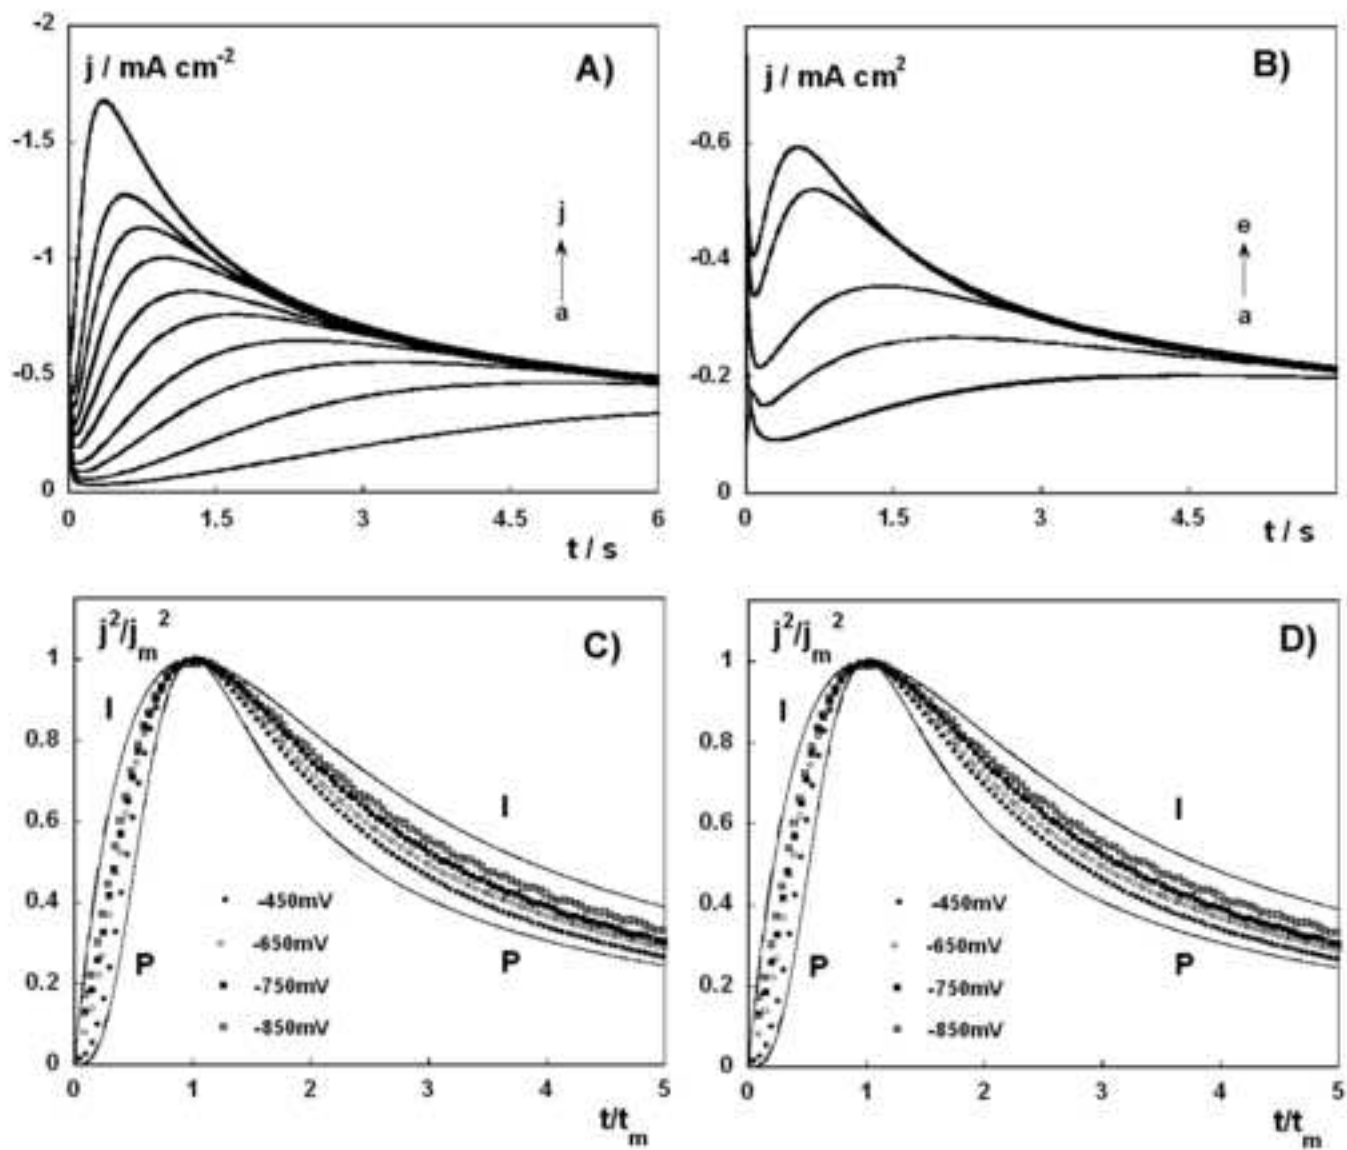 -2
j / mA cm-2
A)
-1.5
-1
-0.5
0
j
a
0 1.5 3 4.5 6
t / s
j / mA cm2
B)
-0.6
-0.4
-0.2
0
e
a
0 1.5 3 4.5
t / s
j2/jm2
C)
1
0.8
0.6
0.4
0.2
0
I
I
P
P
-450mV
-650mV
-750mV
-850mV
0 1 2 3 4 5
t/tm
j2/jm2
D)
1
0.8
0.6
0.4
0.2
0
I
I
P
P
-450mV
-650mV
-750mV
-850mV
0 1 2 3 4 5
t/tm